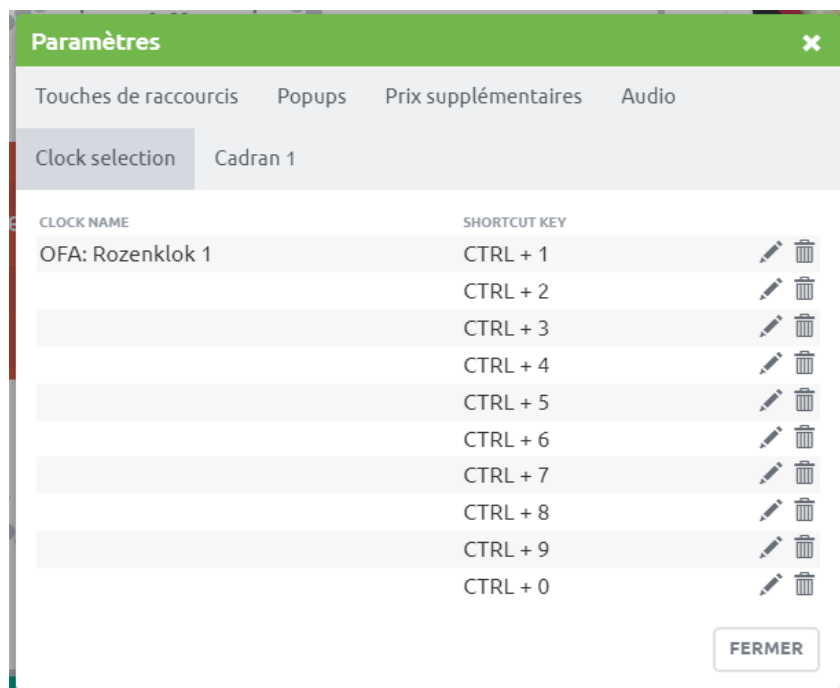 Paramètres
Touches de raccourcis Popups Prix supplémentaires Audio
Clock selection Cadran 1
CLOCK NAME SHORTCUT KEY
OFA: Rozenklok 1 CTRL + 1
CTRL + 2
CTRL + 3
CTRL + 4
CTRL + 5
CTRL + 6
CTRL + 7
CTRL + 8
CTRL + 9
CTRL + 0
FERMER